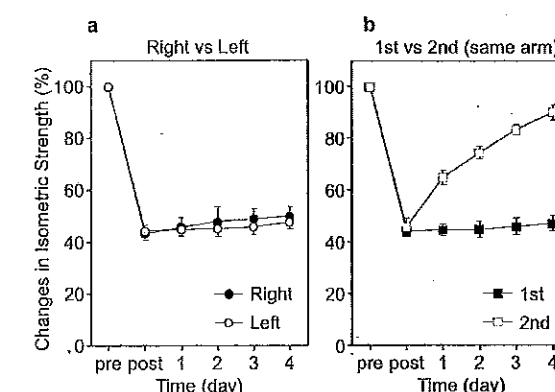 a
Right vs Left
Changes in Isometric Strength (%)
100
80
60
40
20
0
Right
Left
pre post 1 2 3 4
Time (day)
b
1st vs 2nd (same arm)
100
80
60
40
20
0
1st
2nd
pre post 1 2 3 4
Time (day)